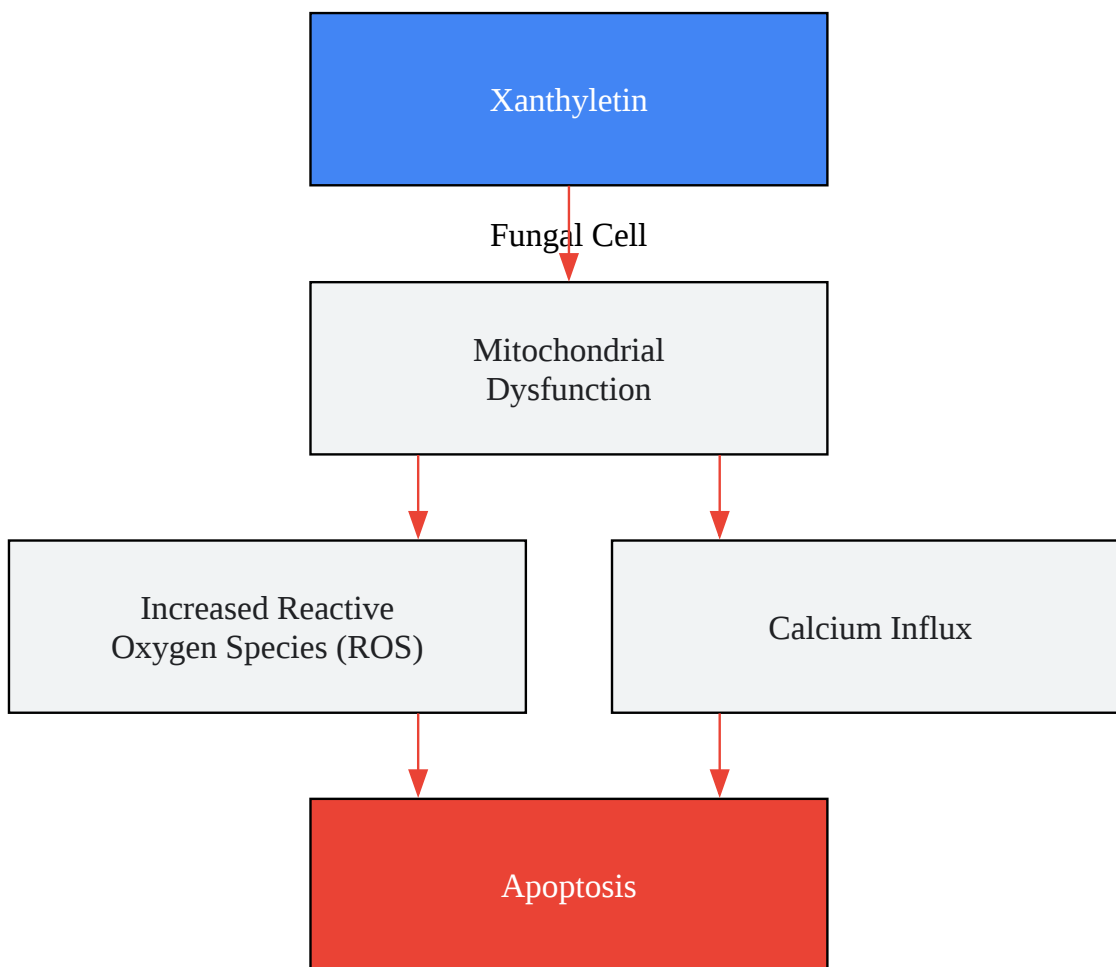 Xanthyletin
Fungal Cell
Mitochondrial
Dysfunction
Increased Reactive
Oxygen Species (ROS)
Calcium Influx
Apoptosis